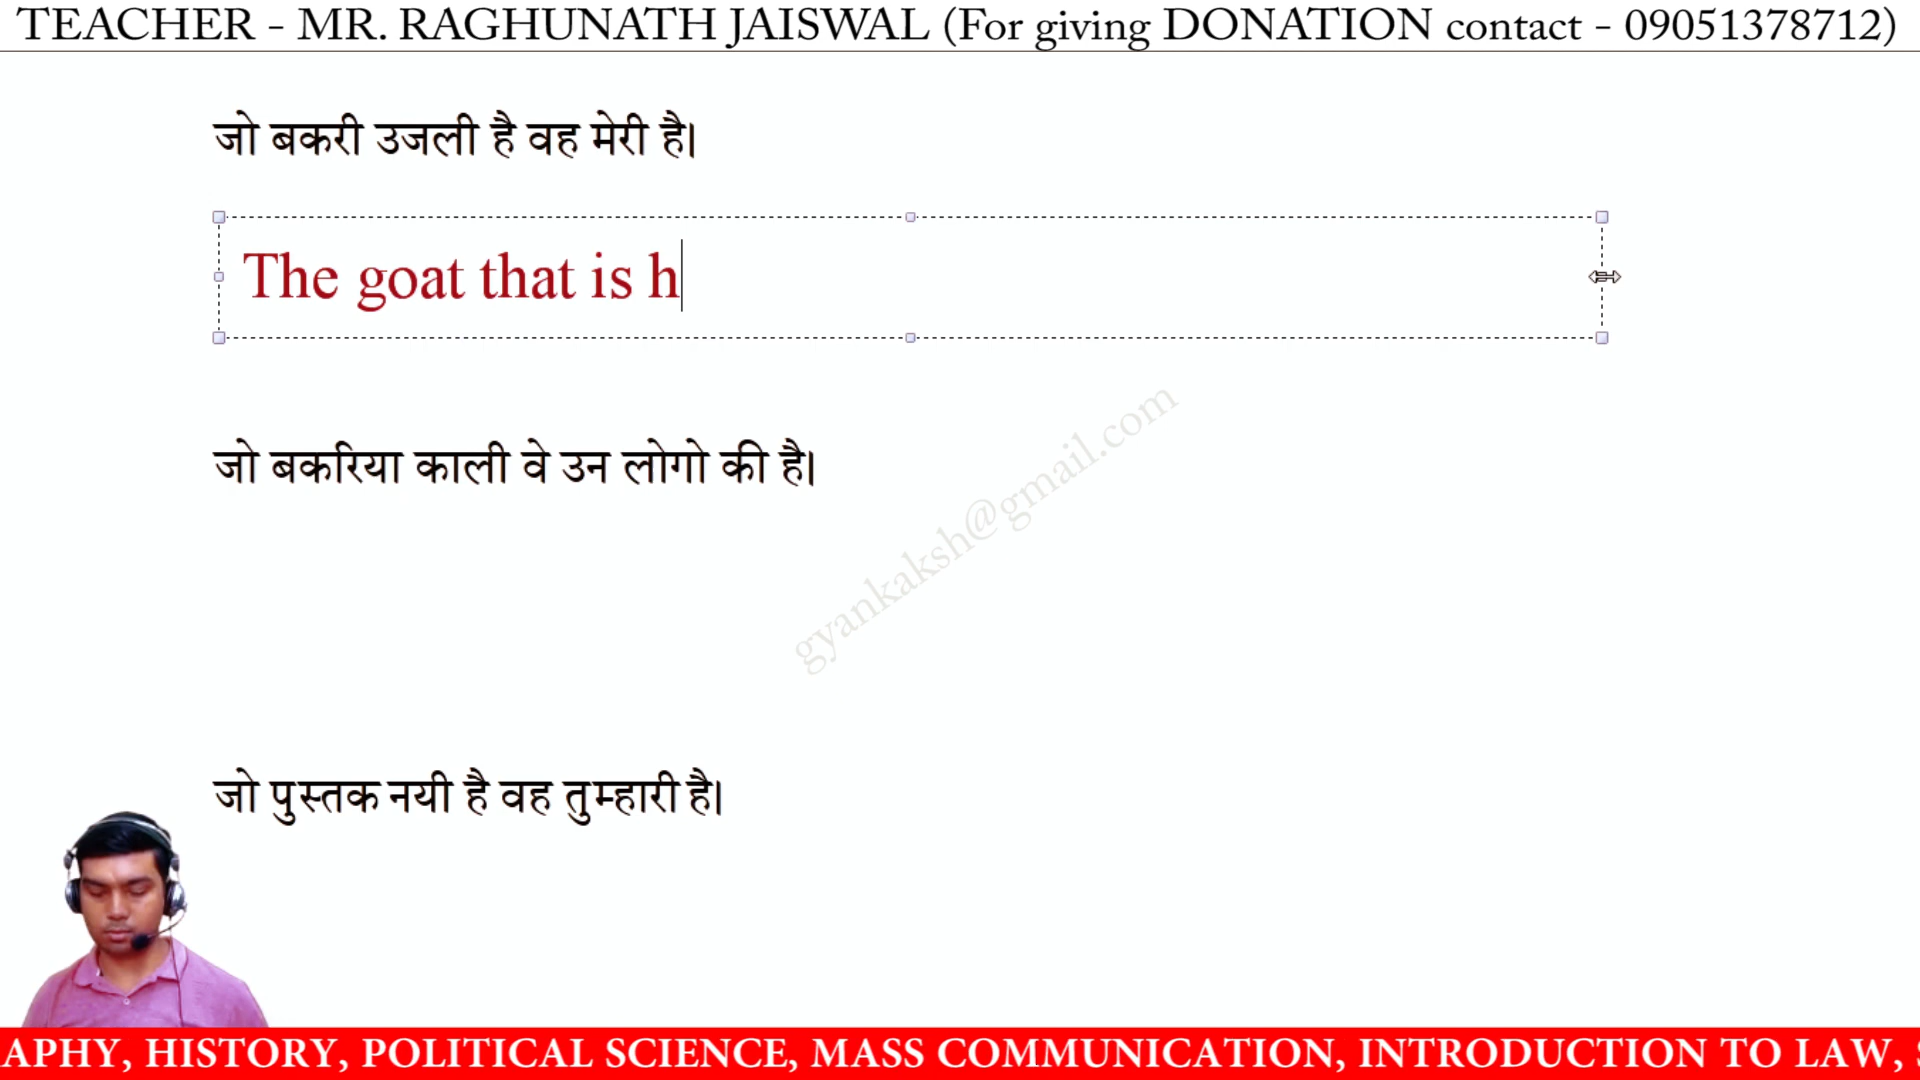 TEACHER - MR. RAGHUNATH JAISWAL (For giving DONATION contact - 09051378712)
जो बकरी उजली है वह मेरी है।
The goat that is h
जो बकरिया काली वे उन लोगो की है।
gyankaksh@gmail.com
जो पुस्तक नयी है वह तुम्हारी है।
APHY, HISTORY, POLITICAL SCIENCE, MASS COMMUNICATION, INTRODUCTION TO LAW,